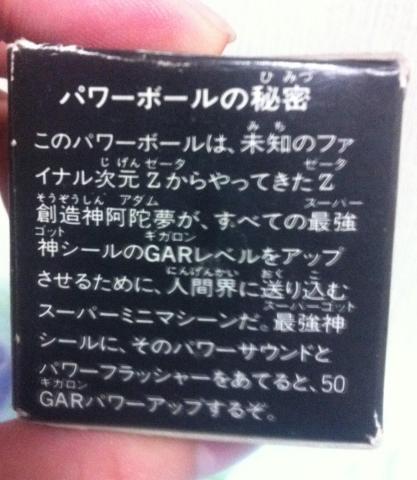 パワーボールの秘密
このパワーボールは、未知のファ
イナル次元Zからやってきた Z
創造神阿陀夢が、すべての最強
神シールのGARレベルをアップ
させるために、人間界に送り込む
スーパーミニマシーンだ。最強神
シールに、そのパワーサウンドと
パワーフラッシャーをあてると、50
GARパワーアップするぞ。